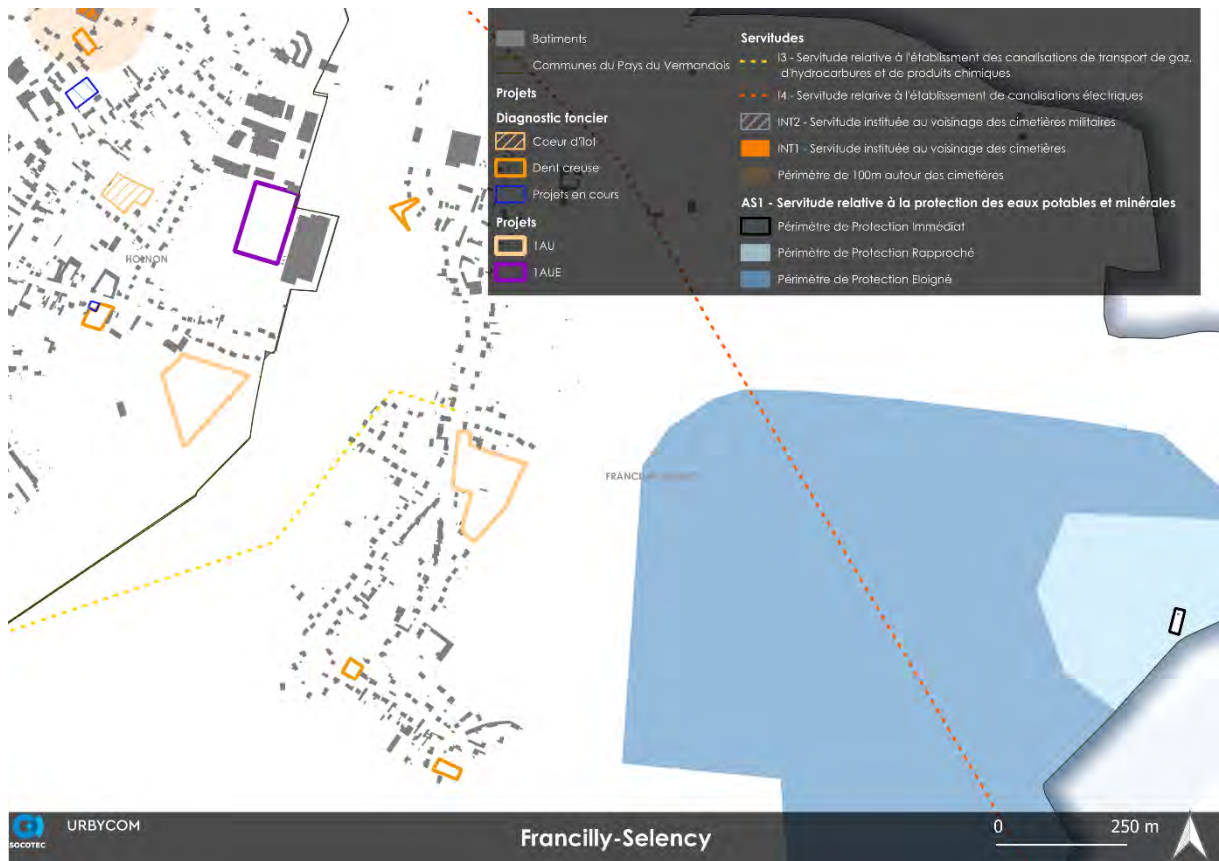 Batiments
Communes du Pays du Vermandois
Projets
Diagnostic foncier
Coeur d'îlot
Dent creuse
Projets en cours
Projets
1AU
1AUE
Servitudes
I3 - Servitude relative à l'établissment des canalisations de transport de gaz,
d'hydrocarbures et de produits chimiques
I4 - Servitude relative à l'établissement de canalisations électriques
INT2 - Servitude instituée au voisinage des cimetières militaires
INT1 - Servitude instituée au voisinage des cimetières
Périmètre de 100m autour des cimetières
AS1 - Servitude relative à la protection des eaux potables et minérales
Périmètre de Protection Immédiat
Périmètre de Protection Rapproché
Périmètre de Protection Eloigné
HOLNON
FRANCILLY-SELENCY
SOCOTEC
URBYCOM
Francilly-Selency
0 250 m